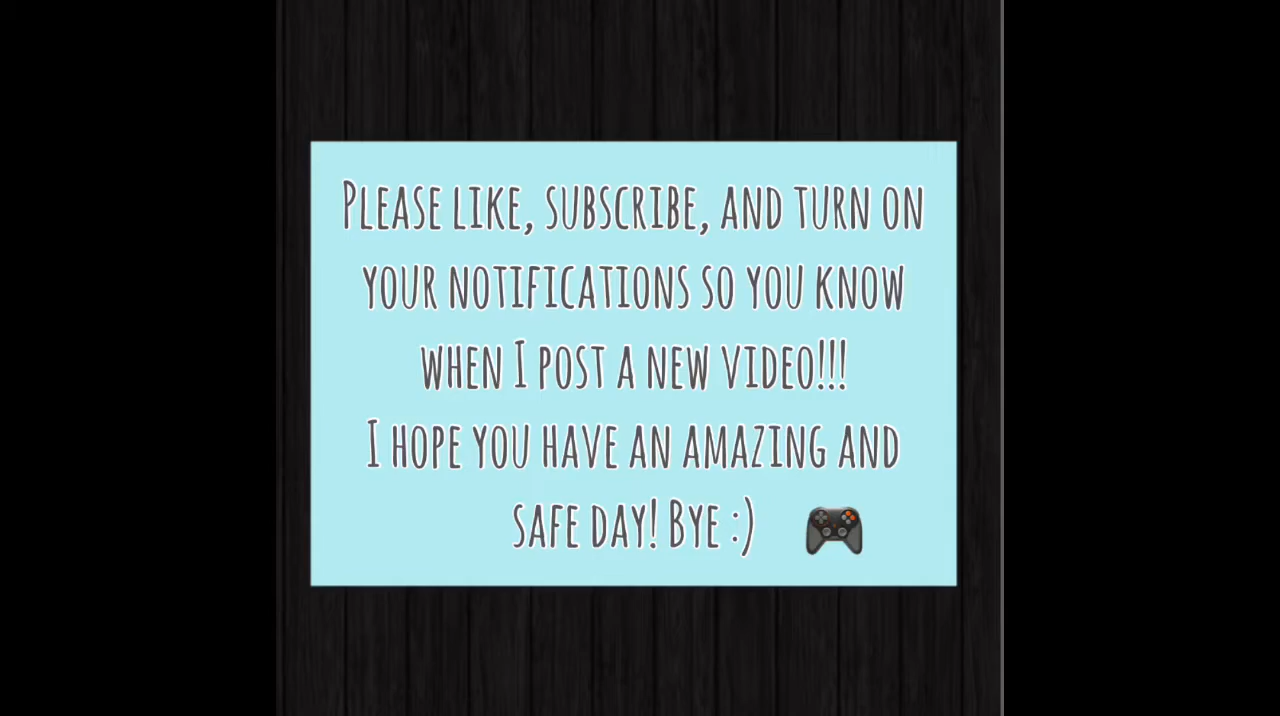 Please like, subscribe, and turn on
your notifications so you know
when I post a new video!!!
I hope you have an amazing and
safe day! Bye :) 🎮